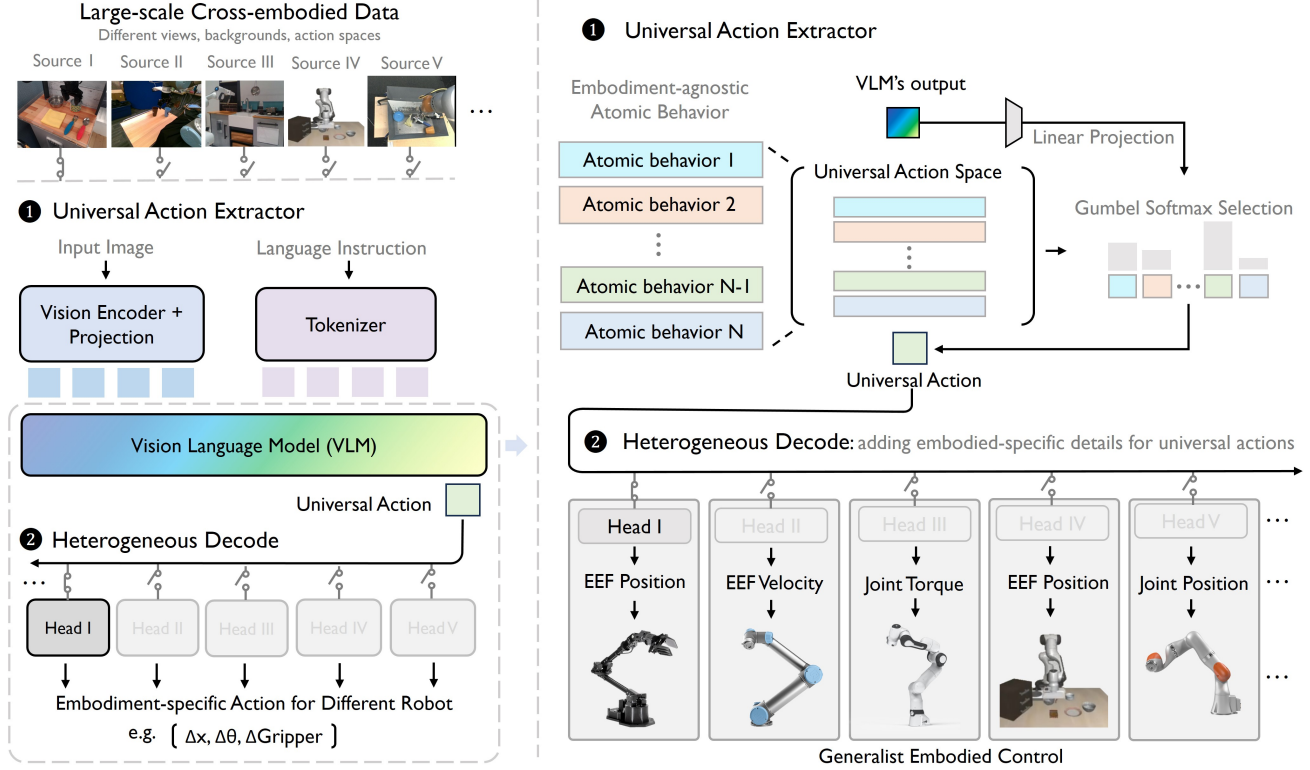 Large-scale Cross-embodied Data
Different views, backgrounds, action spaces
Source I
Source II
Source III
Source IV
Source V
...
1 Universal Action Extractor
Input Image
Language Instruction
Vision Encoder +
Projection
Tokenizer
Vision Language Model (VLM)
Universal Action
2 Heterogeneous Decode
...
Head I
Head II
Head III
Head IV
Head V
Embodiment-specific Action for Different Robot
e.g. [ Δx, Δθ, ΔGripper ]
1 Universal Action Extractor
Embodiment-agnostic
Atomic Behavior
Atomic behavior 1
Atomic behavior 2
Atomic behavior N-1
Atomic behavior N
VLM's output
Linear Projection
Universal Action Space
Gumbel Softmax Selection
Universal Action
2 Heterogeneous Decode: adding embodied-specific details for universal actions
Head I
Head II
Head III
Head IV
Head V
...
EEF Position
EEF Velocity
Joint Torque
EEF Position
Joint Position
...
...
Generalist Embodied Control